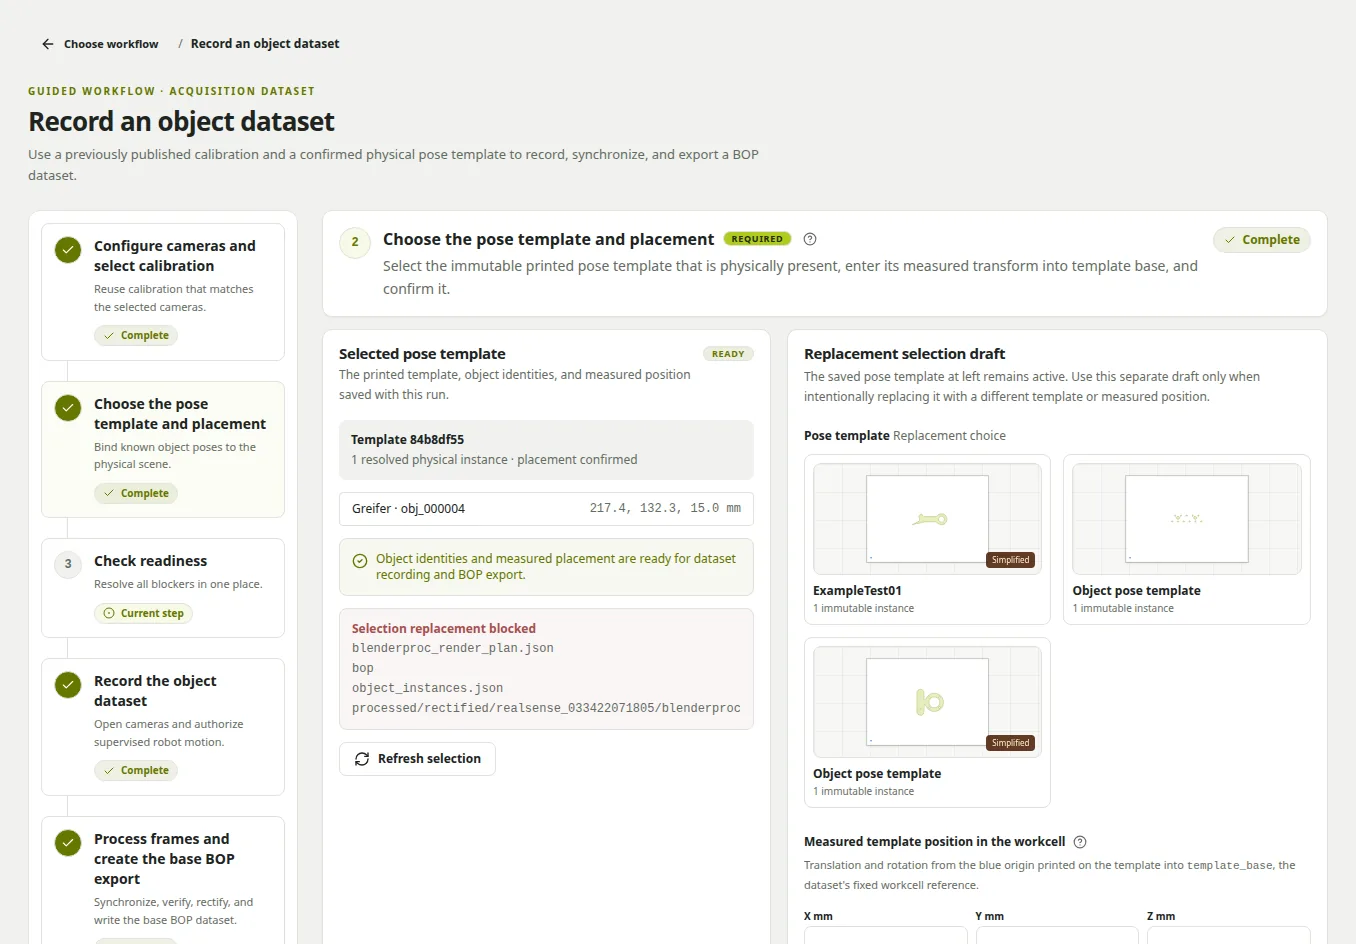 Choose workflow / Record an object dataset
GUIDED WORKFLOW · ACQUISITION DATASET
Record an object dataset
Use a previously published calibration and a confirmed physical pose template to record, synchronize, and export a BOP
dataset.
Configure cameras and
select calibration
Reuse calibration that matches
the selected cameras.
Complete
Choose the pose
template and placement
Bind known object poses to the
physical scene.
Complete
3
Check readiness
Resolve all blockers in one place.
Current step
Record the object
dataset
Open cameras and authorize
supervised robot motion.
Complete
Process frames and
create the base BOP
export
Synchronize, verify, rectify, and
write the base BOP dataset.
2
Choose the pose template and placement REQUIRED ?
Complete
Select the immutable printed pose template that is physically present, enter its measured transform into template base, and
confirm it.
Selected pose template READY
The printed template, object identities, and measured position
saved with this run.
Template 84b8df55
1 resolved physical instance · placement confirmed
Greifer · obj_000004 217.4, 132.3, 15.0 mm
Object identities and measured placement are ready for dataset
recording and BOP export.
Selection replacement blocked
blenderproc_render_plan.json
bop
object_instances.json
processed/rectified/realsense_033422071805/blenderproc
Refresh selection
Replacement selection draft
The saved pose template at left remains active. Use this separate draft only when
intentionally replacing it with a different template or measured position.
Pose template Replacement choice
Simplified
ExampleTest01
1 immutable instance
Object pose template
1 immutable instance
Simplified
Object pose template
1 immutable instance
Measured template position in the workcell ?
Translation and rotation from the blue origin printed on the template into template_base, the
dataset's fixed workcell reference.
X mm Y mm Z mm